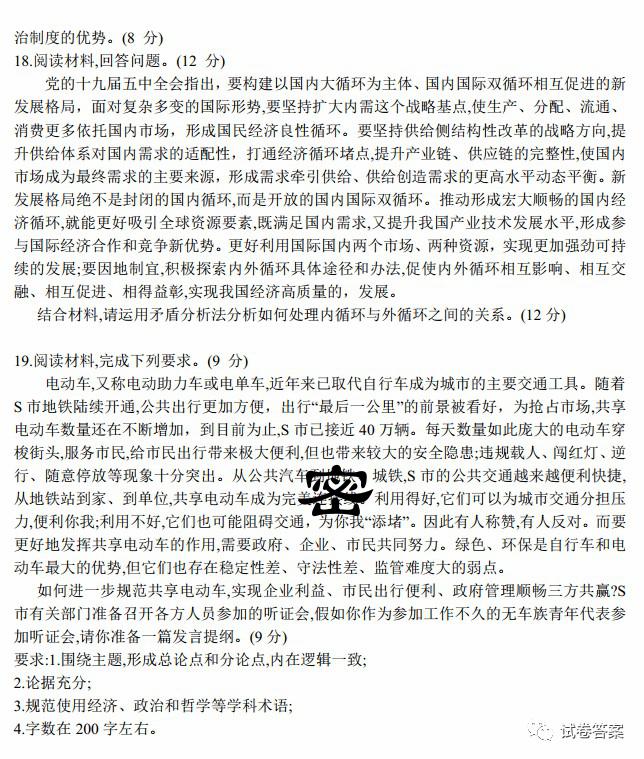 治制度的优势。(8 分)
18.阅读材料,回答问题。(12 分)
党的十九届五中全会指出，要构建以国内大循环为主体、国内国际双循环相互促进的新
发展格局，面对复杂多变的国际形势,要坚持扩大内需这个战略基点,使生产、分配、流通、
消费更多依托国内市场，形成国民经济良性循环。要坚持供给侧结构性改革的战略方向,提
升供给体系对国内需求的适配性，打通经济循环堵点,提升产业链、供应链的完整性,使国内
市场成为最终需求的主要来源，形成需求牵引供给、供给创造需求的更高水平动态平衡。新
发展格局绝不是封闭的国内循环,而是开放的国内国际双循环。推动形成宏大顺畅的国内经
济循环,就能更好吸引全球资源要素,既满足国内需求,又提升我国产业技术发展水平,形成参
与国际经济合作和竞争新优势。更好利用国际国内两个市场、两种资源，实现更加强劲可持
续的发展;要因地制宜,积极探索内外循环具体途径和办法,促使内外循环相互影响、相互交
融、相互促进、相得益彰,实现我国经济高质量的，发展。
结合材料,请运用矛盾分析法分析如何处理内循环与外循环之间的关系。(12 分)
19.阅读材料,完成下列要求。(9 分)
电动车,又称电动助力车或电单车,近年来已取代自行车成为城市的主要交通工具。随着
S 市地铁陆续开通,公共出行更加方便，出行“最后一公里”的前景被看好，为抢占市场,共享
电动车数量还在不断增加，到目前为止,S 市已接近 40 万辆。每天数量如此庞大的电动车穿
梭街头,服务市民,给市民出行带来极大便利,但也带来较大的安全隐患;违规载人、闯红灯、逆
行、随意停放等现象十分突出。从公共汽车到地铁、城铁,S 市的公共交通越来越便利快捷,
从地铁站到家、到单位,共享电动车成为完美连接线。利用得好,它们可以为城市交通分担压
力,便利你我;利用不好,它们也可能阻碍交通，为你我“添堵”。因此有人称赞,有人反对。而要
更好地发挥共享电动车的作用,需要政府、企业、市民共同努力。绿色、环保是自行车和电
动车最大的优势,但它们也存在稳定性差、守法性差、监管难度大的弱点。
如何进一步规范共享电动车,实现企业利益、市民出行便利、政府管理顺畅三方共赢?S
市有关部门准备召开各方人员参加的听证会,假如你作为参加工作不久的无车族青年代表参
加听证会,请你准备一篇发言提纲。(9 分)
要求:1.围绕主题,形成总论点和分论点,内在逻辑一致;
2.论据充分;
3.规范使用经济、政治和哲学等学科术语;
4.字数在 200 字左右。
密
试卷答案